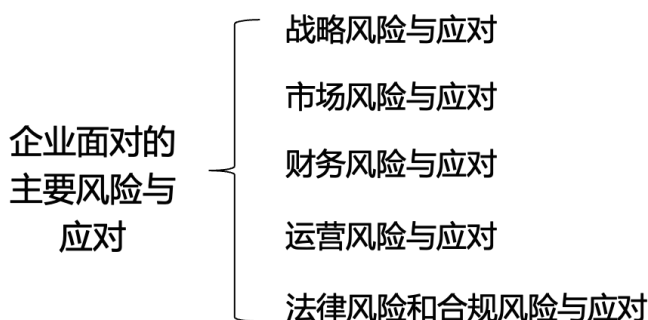 企业面对的
主要风险与
应对
战略风险与应对
市场风险与应对
财务风险与应对
运营风险与应对
法律风险和合规风险与应对